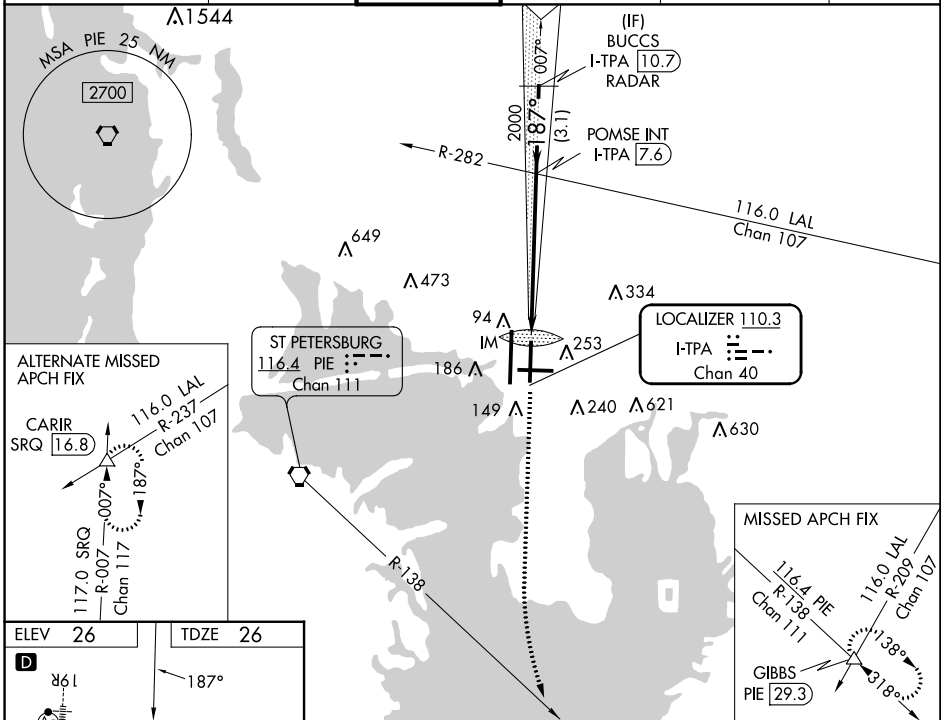 1544
MSA PIE 25 NM
2700
(IF)
BUCCS
I-TPA 10.7
RADAR
007°
2000
187°
(3.1)
POMSE INT
I-TPA 7.6
R-282
116.0 LAL
Chan 107
649
473
334
94
IM
253
186
149
240
621
630
LOCALIZER 110.3
I-TPA
Chan 40
ST PETERSBURG
116.4 PIE
Chan 111
R-138
ALTERNATE MISSED
APCH FIX
CARIR
SRQ 16.8
116.0 LAL
R-237
Chan 107
007°
187°
117.0 SRQ
R-007
Chan 117
MISSED APCH FIX
116.4 PIE
R-138
Chan 111
116.0 LAL
R-209
Chan 107
GIBBS
PIE 29.3
138°
318°
ELEV 26
TDZE 26
D
19R
187°